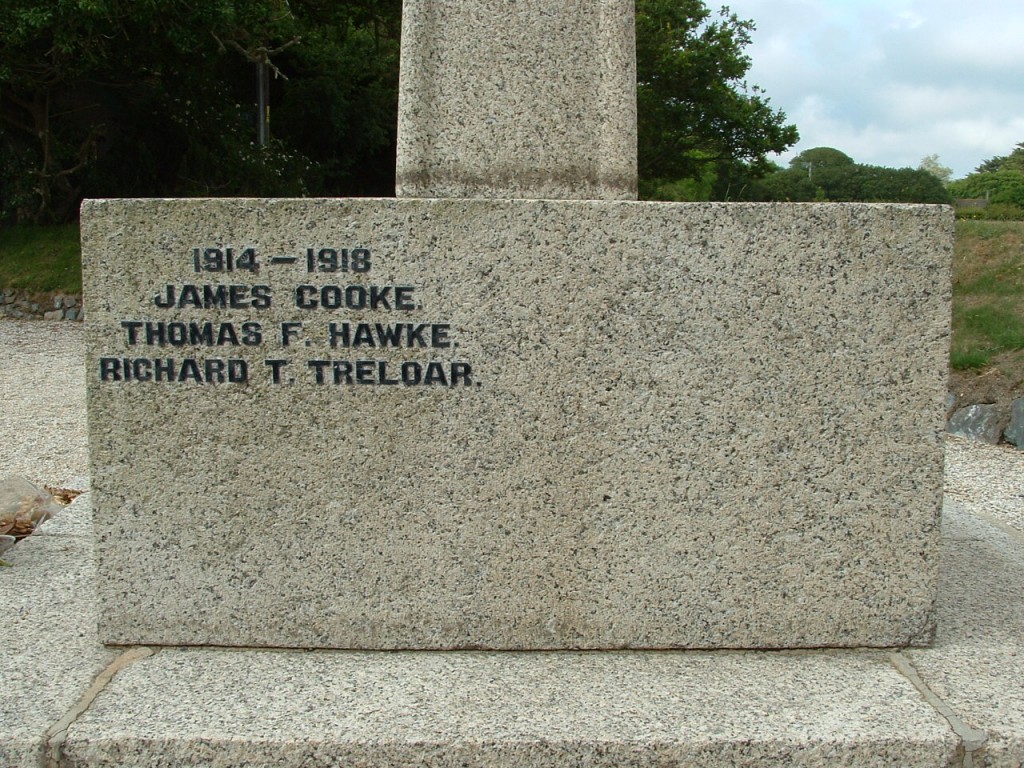 1914 — 1918
JAMES COOKE.
THOMAS F. HAWKE.
RICHARD T. TRELOAR.